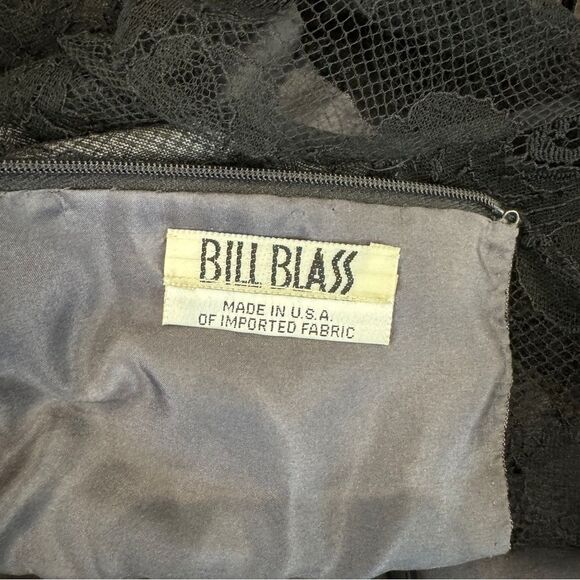 BILL BLASS
MADE IN U.S.A.
OF IMPORTED FABRIC